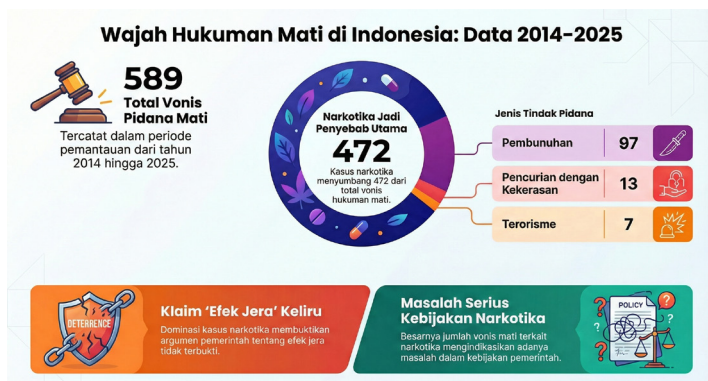 Wajah Hukuman Mati di Indonesia: Data 2014-2025
589
Total Vonis
Pidana Mati
Tercatat dalam periode
pemantauan dari tahun
2014 hingga 2025.
Narkotika Jadi
Penyebab Utama
472
Kasus narkotika
menyumbang 472 dari
total vonis
hukuman mati.
Jenis Tindak Pidana
Pembunuhan 97
Pencurian dengan
Kekerasan 13
Terorisme 7
DETERRENCE
Klaim ‘Efek Jera’ Keliru
Dominasi kasus narkotika membuktikan
argumen pemerintah tentang efek jera
tidak terbukti.
Masalah Serius
Kebijakan Narkotika
Besarnya jumlah vonis mati terkait
narkotika mengindikasikan adanya
masalah dalam kebijakan pemerintah.
POLICY